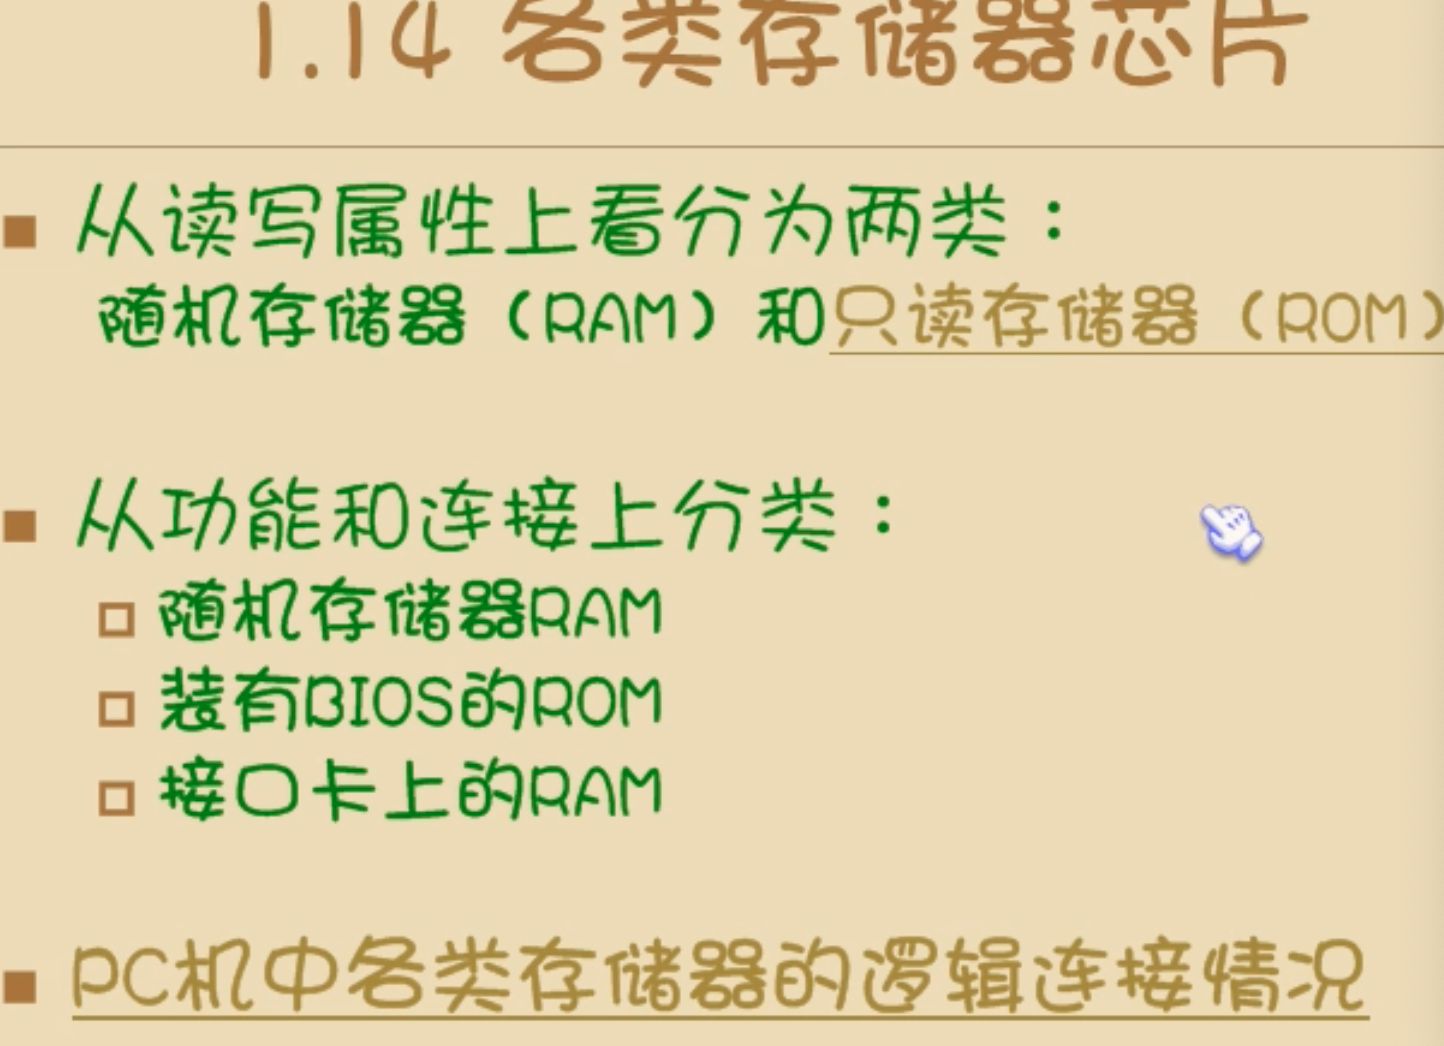 1.14 各类存储器芯片
从读写属性上看分为两类：
随机存储器（RAM）和只读存储器（ROM）
从功能和连接上分类：
随机存储器RAM
装有BIOS的ROM
接口卡上的RAM
PC机中各类存储器的逻辑连接情况